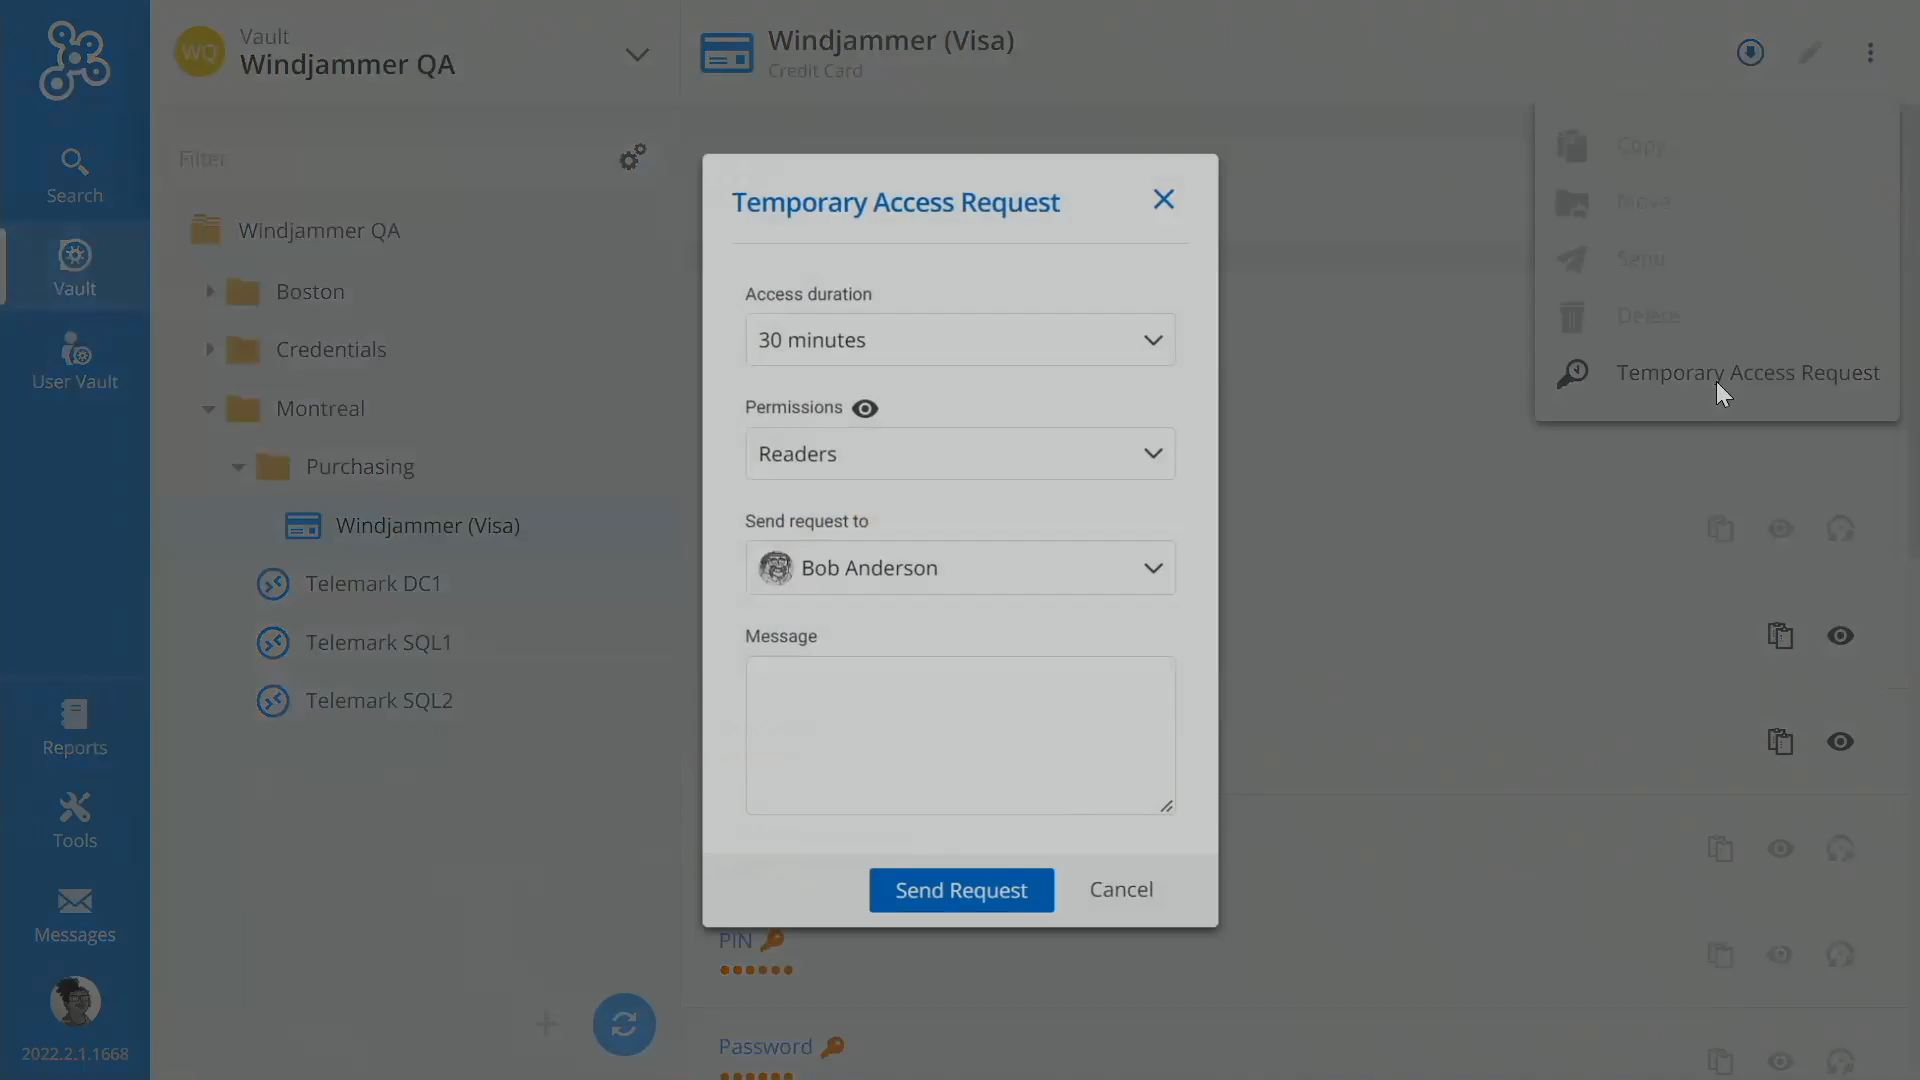 Search
Vault
User Vault
Reports
Tools
Messages
2022.2.1.1668
WQ
Vault
Windjammer QA
Filter
Windjammer QA
Boston
Credentials
Montreal
Purchasing
Windjammer (Visa)
Telemark DC1
Telemark SQL1
Telemark SQL2
Windjammer (Visa)
Credit Card
Copy
Move
Send
Delete
Temporary Access Request
Temporary Access Request
Access duration
30 minutes
Permissions
Readers
Send request to
Bob Anderson
Message
Send Request
Cancel
PIN
Password